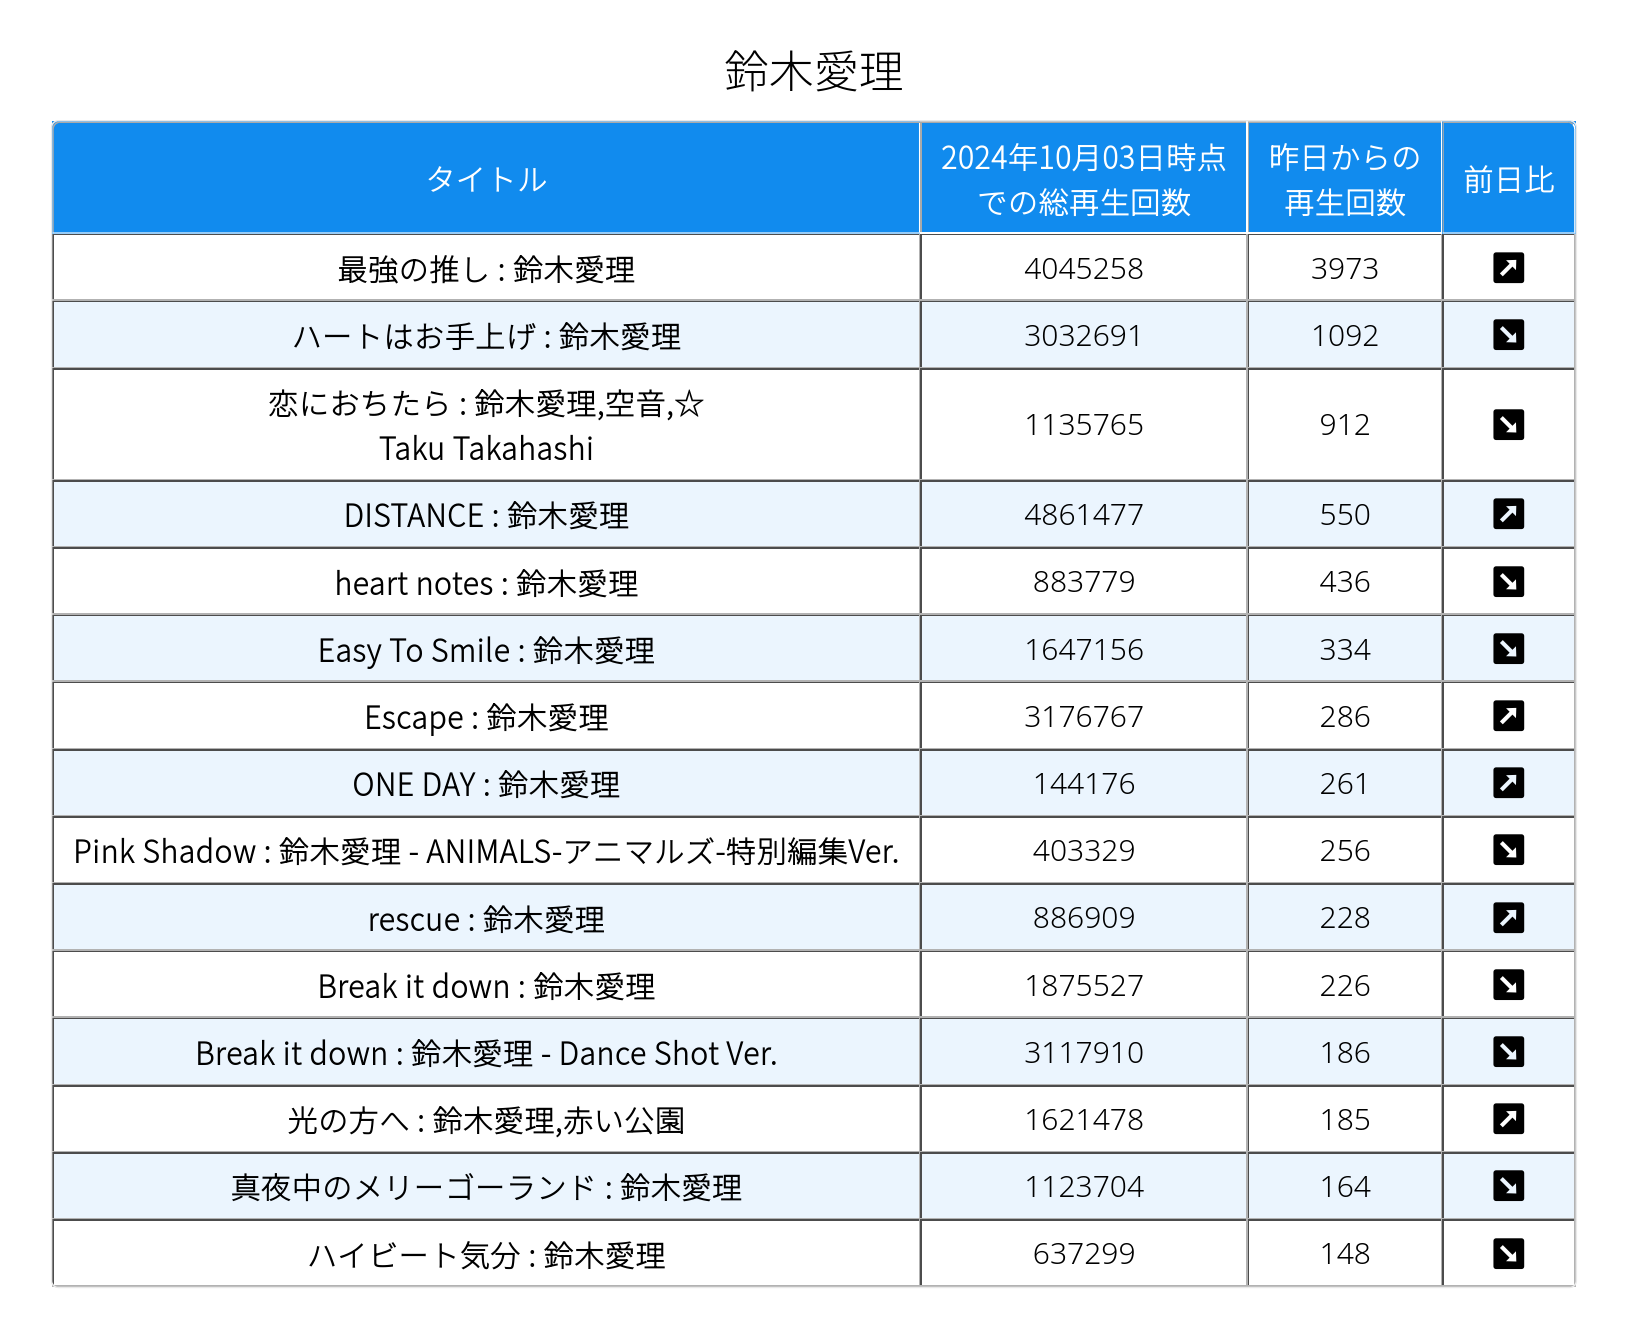 鈴木愛理
タイトル
2024年10月03日時点
での総再生回数
昨日からの
再生回数
前日比
最強の推し : 鈴木愛理 4045258 3973 ↗
ハートはお手上げ : 鈴木愛理 3032691 1092 ↘
恋におちたら : 鈴木愛理,空音,☆
Taku Takahashi 1135765 912 ↘
DISTANCE : 鈴木愛理 4861477 550 ↗
heart notes : 鈴木愛理 883779 436 ↘
Easy To Smile : 鈴木愛理 1647156 334 ↘
Escape : 鈴木愛理 3176767 286 ↗
ONE DAY : 鈴木愛理 144176 261 ↗
Pink Shadow : 鈴木愛理 - ANIMALS-アニマルズ-特別編集Ver. 403329 256 ↘
rescue : 鈴木愛理 886909 228 ↗
Break it down : 鈴木愛理 1875527 226 ↘
Break it down : 鈴木愛理 - Dance Shot Ver. 3117910 186 ↘
光の方へ : 鈴木愛理,赤い公園 1621478 185 ↗
真夜中のメリーゴーランド : 鈴木愛理 1123704 164 ↘
ハイビート気分 : 鈴木愛理 637299 148 ↘